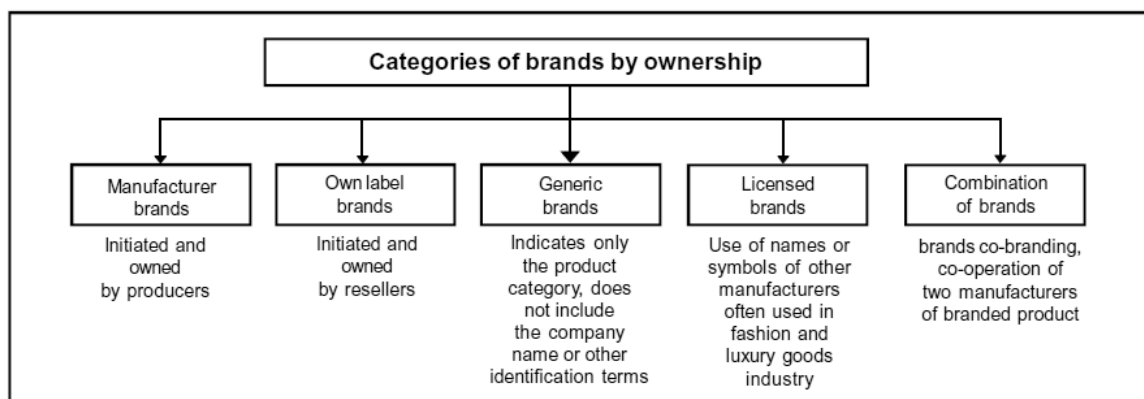 Categories of brands by ownership
Manufacturer
brands
Initiated and
owned
by producers
Own label
brands
Initiated and
owned
by resellers
Generic
brands
Indicates only
the product
category, does
not include
the company
name or other
identification terms
Licensed
brands
Use of names or
symbols of other
manufacturers
often used in
fashion and
luxury goods
industry
Combination
of brands
brands co-branding,
co-operation of
two manufacturers
of branded product